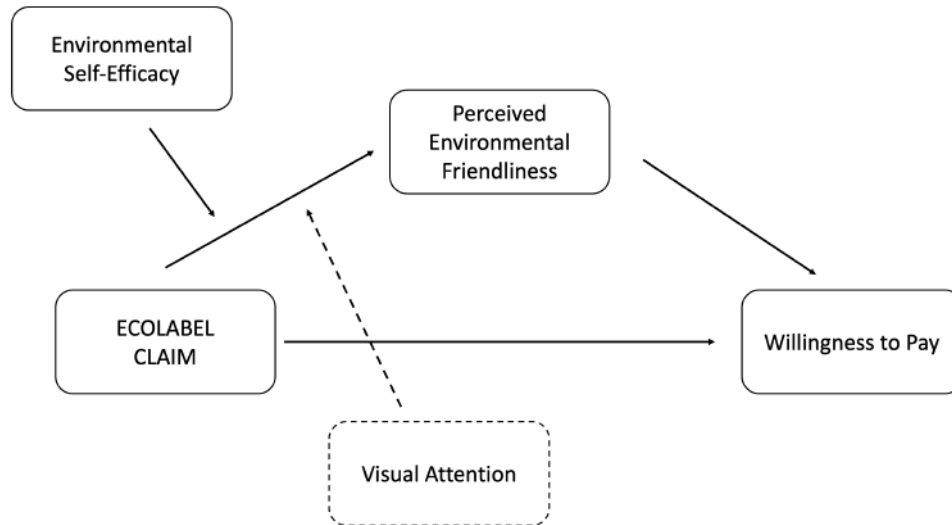 Environmental
Self-Efficacy
Perceived
Environmental
Friendliness
ECOLABEL
CLAIM
Willingness to Pay
Visual Attention